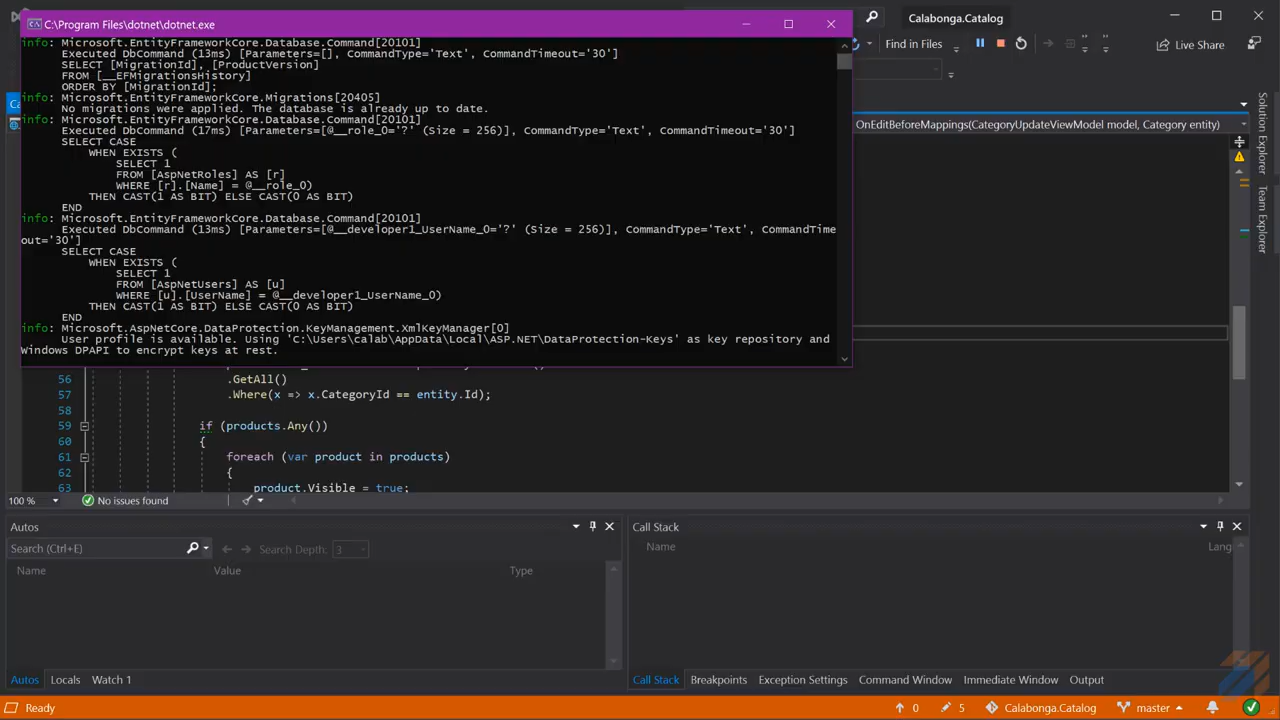 C:\Program Files\dotnet\dotnet.exe
info: Microsoft.EntityFrameworkCore.Database.Command[20101]
Executed DbCommand (13ms) [Parameters=[], CommandType='Text', CommandTimeout='30']
SELECT [MigrationId], [ProductVersion]
FROM [__EFMigrationsHistory]
ORDER BY [MigrationId];
info: Microsoft.EntityFrameworkCore.Migrations[20405]
No migrations were applied. The database is already up to date.
info: Microsoft.EntityFrameworkCore.Database.Command[20101]
Executed DbCommand (17ms) [Parameters=[@__role_0='?' (Size = 256)], CommandType='Text', CommandTimeout='30']
SELECT CASE
WHEN EXISTS (
SELECT 1
FROM [AspNetRoles] AS [r]
WHERE [r].[Name] = @__role_0)
THEN CAST(1 AS BIT) ELSE CAST(0 AS BIT)
END
info: Microsoft.EntityFrameworkCore.Database.Command[20101]
Executed DbCommand (13ms) [Parameters=[@__developer1_UserName_0='?' (Size = 256)], CommandType='Text', CommandTime
out='30']
SELECT CASE
WHEN EXISTS (
SELECT 1
FROM [AspNetUsers] AS [u]
WHERE [u].[UserName] = @__developer1_UserName_0)
THEN CAST(1 AS BIT) ELSE CAST(0 AS BIT)
END
info: Microsoft.AspNetCore.DataProtection.KeyManagement.XmlKeyManager[0]
User profile is available. Using 'C:\Users\calab\AppData\Local\ASP.NET\DataProtection-Keys' as key repository and
Windows DPAPI to encrypt keys at rest.
Calabonga.Catalog
Find in Files
Live Share
OnEditBeforeMappings(CategoryUpdateViewModel model, Category entity)
Solution Explorer
Team Explorer
56 .GetAll()
57 .Where(x => x.CategoryId == entity.Id);
58
59 if (products.Any())
60 {
61 foreach (var product in products)
62 {
63 product.Visible = true;
100 % No issues found
Autos
Search (Ctrl+E) Search Depth: 3
Name Value Type
Call Stack
Name Lang
Autos Locals Watch 1
Call Stack Breakpoints Exception Settings Command Window Immediate Window Output
Ready 0 5 Calabonga.Catalog master